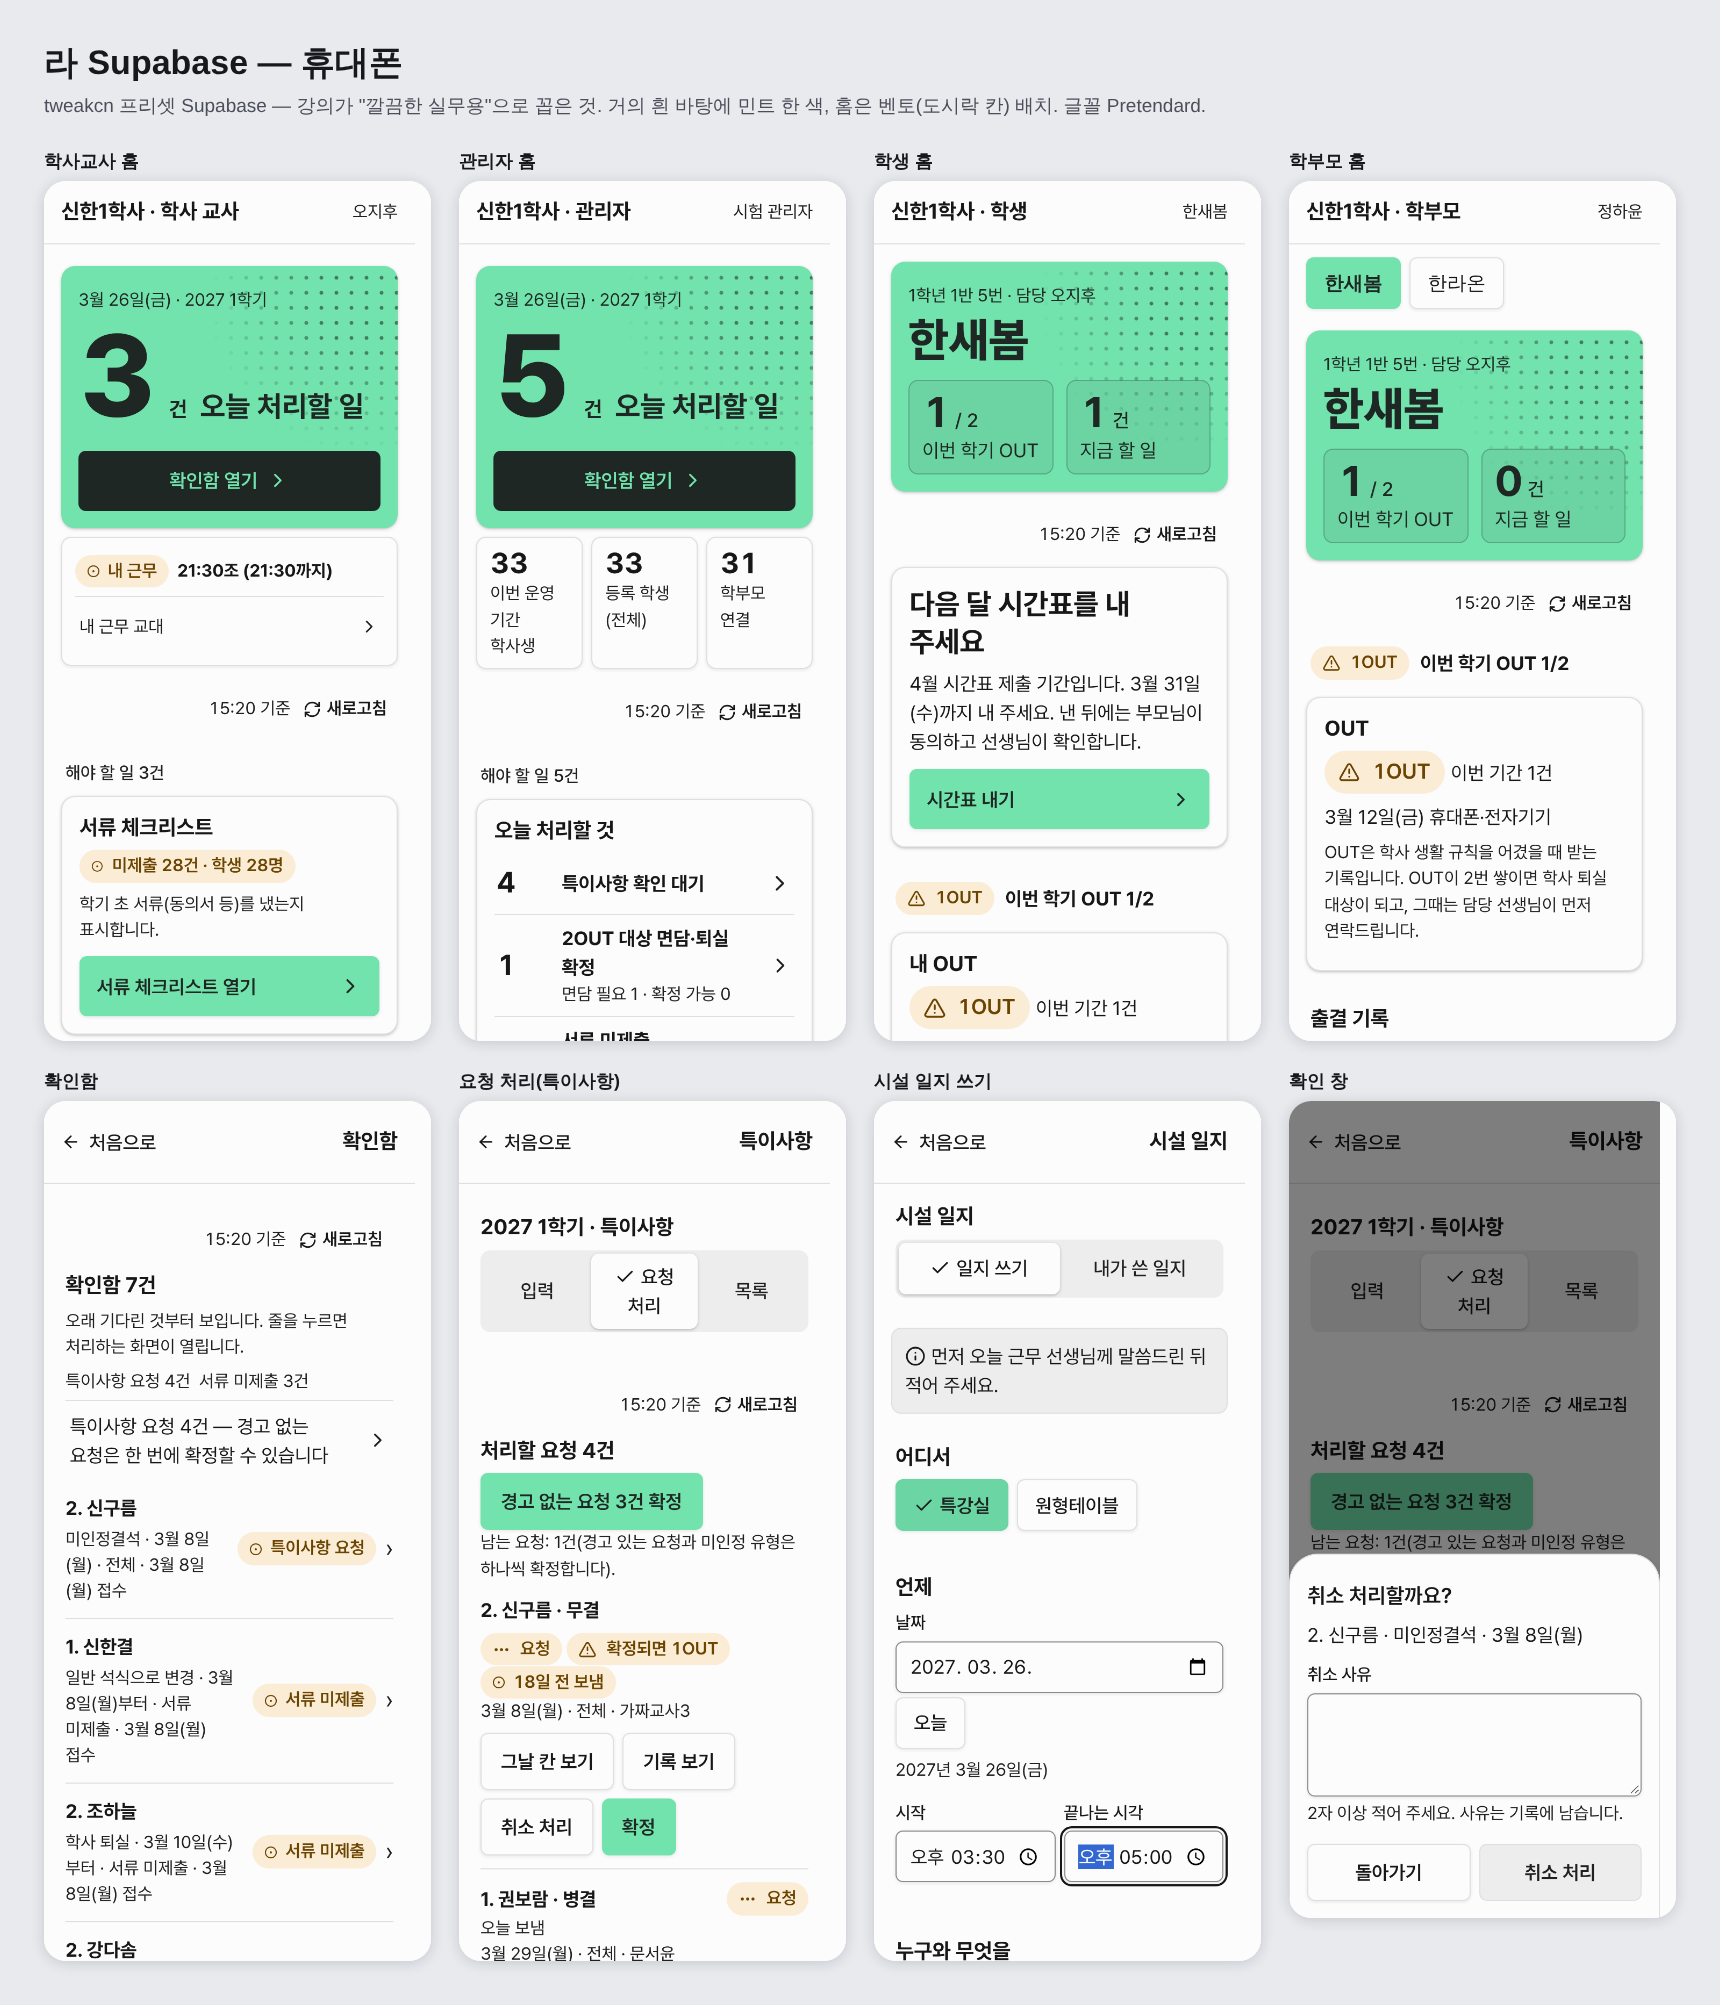 라 Supabase — 휴대폰
tweakcn 프리셋 Supabase — 강의가 "깔끔한 실무용"으로 꼽은 것. 거의 흰 바탕에 민트 한 색, 홈은 벤토(도시락 칸) 배치. 글꼴 Pretendard.
학사교사 홈
신한1학사 · 학사 교사
오지후
3월 26일(금) · 2027 1학기
3 건 오늘 처리할 일
확인함 열기
내 근무 21:30조 (21:30까지)
내 근무 교대
15:20 기준 새로고침
해야 할 일 3건
서류 체크리스트
미제출 28건 · 학생 28명
학기 초 서류(동의서 등)를 냈는지
표시합니다.
서류 체크리스트 열기
관리자 홈
신한1학사 · 관리자
시험 관리자
3월 26일(금) · 2027 1학기
5 건 오늘 처리할 일
확인함 열기
33
이번 운영
기간
학사생
33
등록 학생
(전체)
31
학부모
연결
15:20 기준 새로고침
해야 할 일 5건
오늘 처리할 것
4 특이사항 확인 대기
1
2OUT 대상 면담·퇴실
확정
면담 필요 1 · 확정 가능 0
서류 미제출
학생 홈
신한1학사 · 학생
한새봄
1학년 1반 5번 · 담당 오지후
한새봄
1 / 2
이번 학기 OUT
1 건
지금 할 일
15:20 기준 새로고침
다음 달 시간표를 내
주세요
4월 시간표 제출 기간입니다. 3월 31일
(수)까지 내 주세요. 낸 뒤에는 부모님이
동의하고 선생님이 확인합니다.
시간표 내기
1OUT 이번 학기 OUT 1/2
내 OUT
1OUT 이번 기간 1건
학부모 홈
신한1학사 · 학부모
정하윤
한새봄
한라온
1학년 1반 5번 · 담당 오지후
한새봄
1 / 2
이번 학기 OUT
0 건
지금 할 일
15:20 기준 새로고침
1OUT 이번 학기 OUT 1/2
OUT
1OUT 이번 기간 1건
3월 12일(금) 휴대폰·전자기기
OUT은 학사 생활 규칙을 어겼을 때 받는
기록입니다. OUT이 2번 쌓이면 학사 퇴실
대상이 되고, 그때는 담당 선생님이 먼저
연락드립니다.
출결 기록
확인함
← 처음으로
확인함
15:20 기준 새로고침
확인함 7건
오래 기다린 것부터 보입니다. 줄을 누르면
처리하는 화면이 열립니다.
특이사항 요청 4건 서류 미제출 3건
특이사항 요청 4건 — 경고 없는
요청은 한 번에 확정할 수 있습니다
2. 신구름
미인정결석 · 3월 8일
(월) · 전체 · 3월 8일
(월) 접수
특이사항 요청
1. 신한결
일반 석식으로 변경 · 3월
8일(월)부터 · 서류
미제출 · 3월 8일(월)
접수
서류 미제출
2. 조하늘
학사 퇴실 · 3월 10일(수)
부터 · 서류 미제출 · 3월
8일(월) 접수
서류 미제출
2. 강다솜
요청 처리(특이사항)
← 처음으로
특이사항
2027 1학기 · 특이사항
입력
요청
처리
목록
15:20 기준 새로고침
처리할 요청 4건
경고 없는 요청 3건 확정
남는 요청: 1건(경고 있는 요청과 미인정 유형은
하나씩 확정합니다).
2. 신구름 · 무결
요청
확정되면 1OUT
18일 전 보냄
3월 8일(월) · 전체 · 가짜교사3
그날 칸 보기
기록 보기
취소 처리
확정
1. 권보람 · 병결
요청
오늘 보냄
3월 29일(월) · 전체 · 문서윤
시설 일지 쓰기
← 처음으로
시설 일지
시설 일지
일지 쓰기
내가 쓴 일지
먼저 오늘 근무 선생님께 말씀드린 뒤
적어 주세요.
어디서
특강실
원형테이블
언제
날짜
2027. 03. 26.
오늘
2027년 3월 26일(금)
시작
끝나는 시각
오후 03:30
오후 05:00
누구와 무엇을
확인 창
← 처음으로
특이사항
2027 1학기 · 특이사항
입력
요청
처리
목록
15:20 기준 새로고침
처리할 요청 4건
경고 없는 요청 3건 확정
남는 요청: 1건(경고 있는 요청과 미인정 유형은
취소 처리할까요?
2. 신구름 · 미인정결석 · 3월 8일(월)
취소 사유
2자 이상 적어 주세요. 사유는 기록에 남습니다.
돌아가기
취소 처리